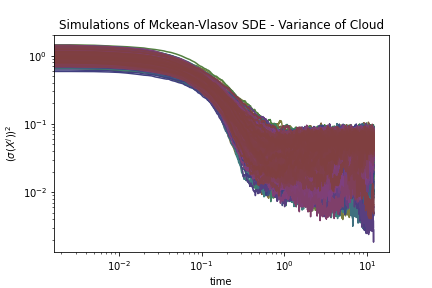 Simulations of Mckean-Vlasov SDE - Variance of Cloud
(σ(Xⁱ))²
10⁰
10⁻¹
10⁻²
10⁻² 10⁻¹ 10⁰ 10¹
time